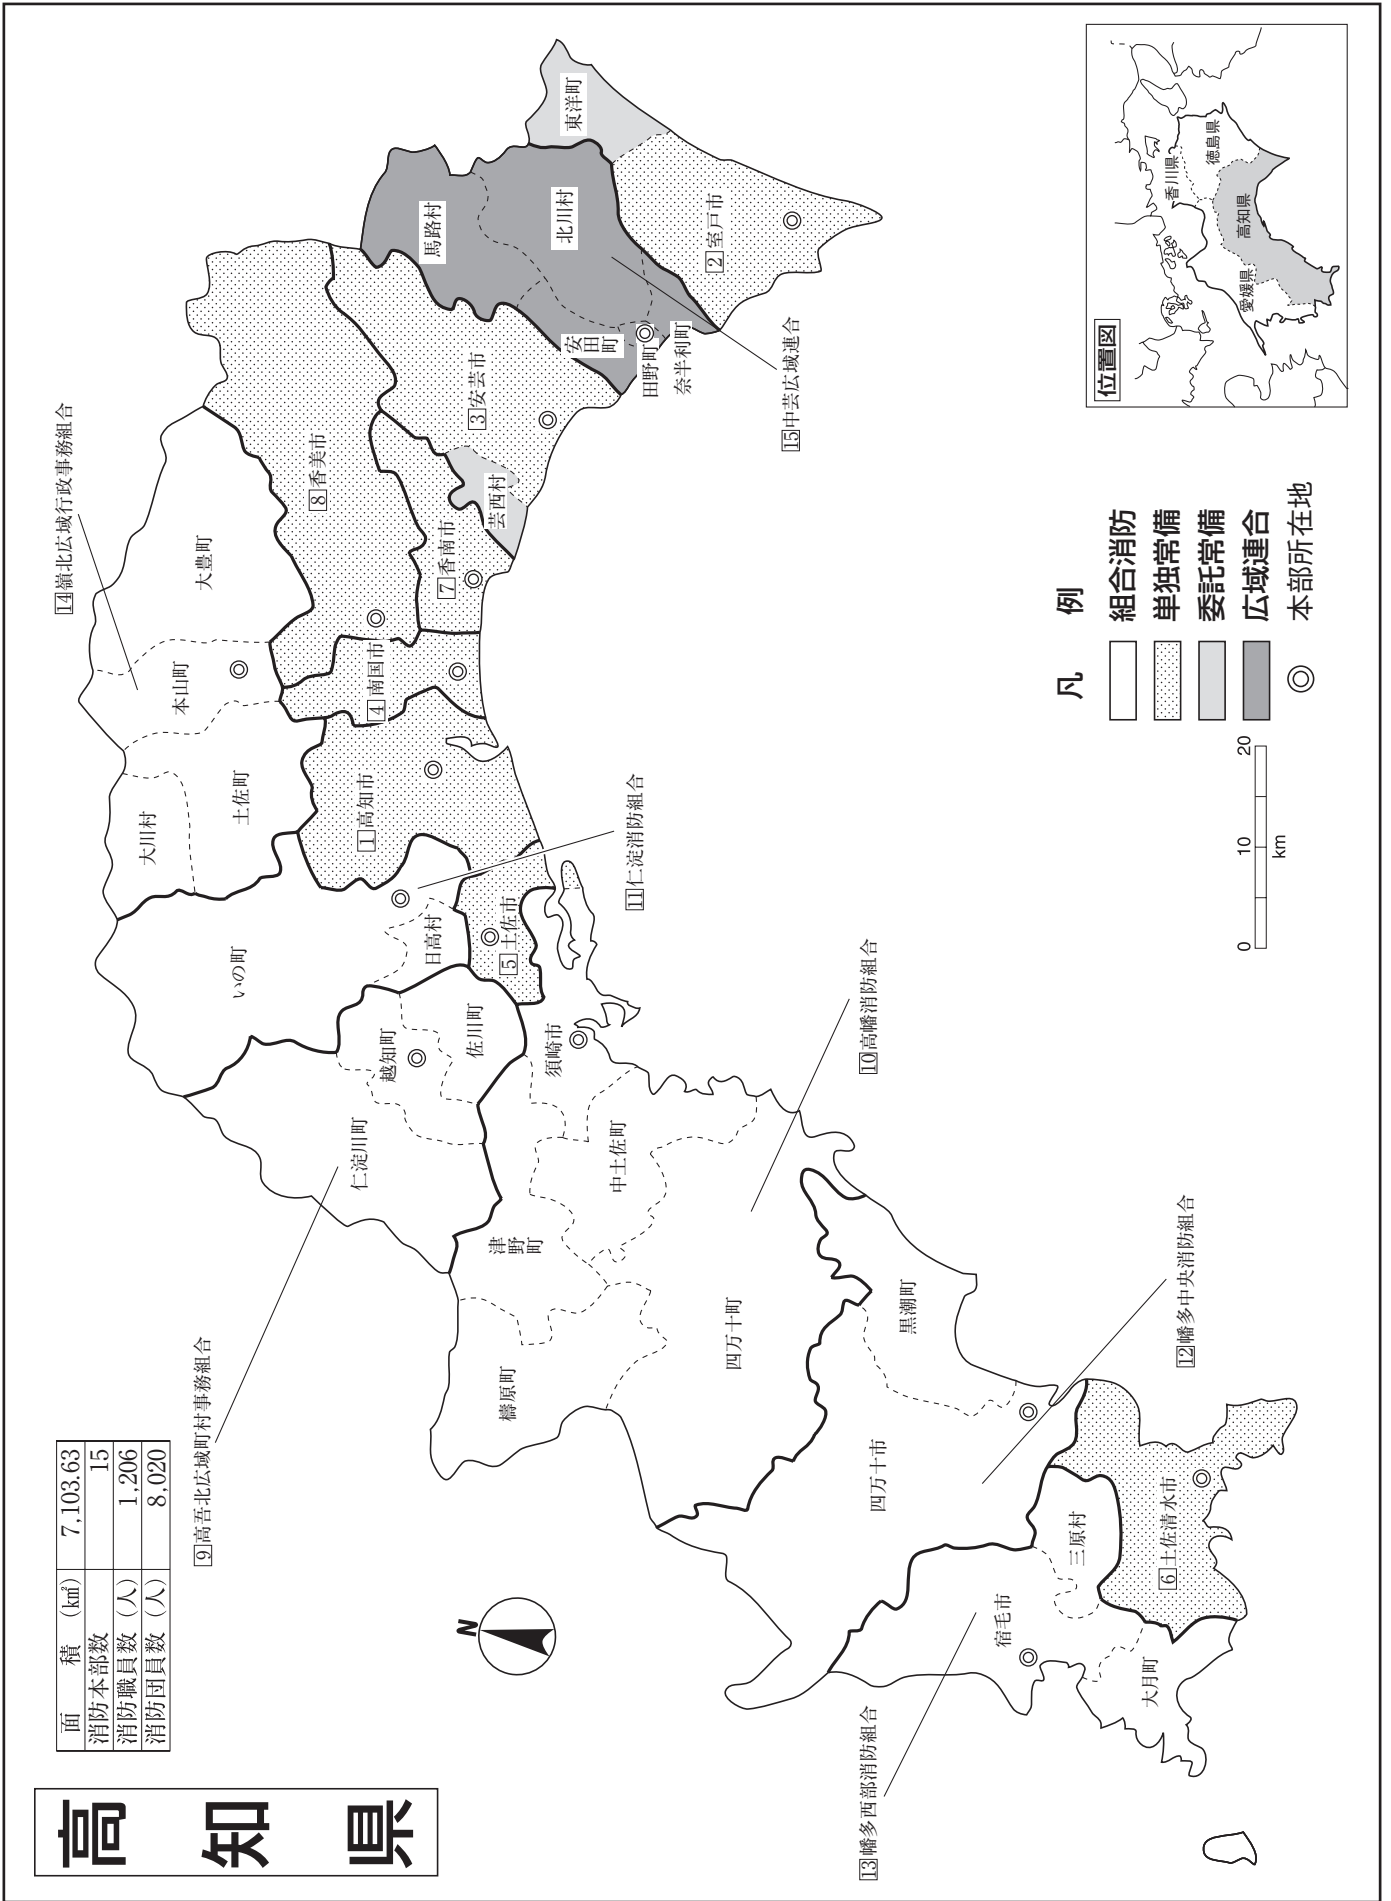 高知県
面積 (㎢) 7,103.63
消防本部数 15
消防職員数 (人) 1,206
消防団員数 (人) 8,020
9高吾北広域町村事務組合
14嶺北広域行政事務組合
大川村
土佐町
本山町
大豊町
いの町
日高村
仁淀川町
越知町
佐川町
1高知市
4南国市
8香美市
7香南市
芸西村
3安芸市
馬路村
北川村
安田町
田野町
奈半利町
東洋町
2室戸市
15中芸広域連合
11仁淀消防組合
5土佐市
須崎市
津野町
中土佐町
檮原町
四万十町
10高幡消防組合
黒潮町
四万十市
12幡多中央消防組合
三原村
宿毛市
大月町
6土佐清水市
13幡多西部消防組合
N
0 10 20
km
凡例
組合消防
単独常備
委託常備
広域連合
本部所在地
位置図
香川県
徳島県
高知県
愛媛県